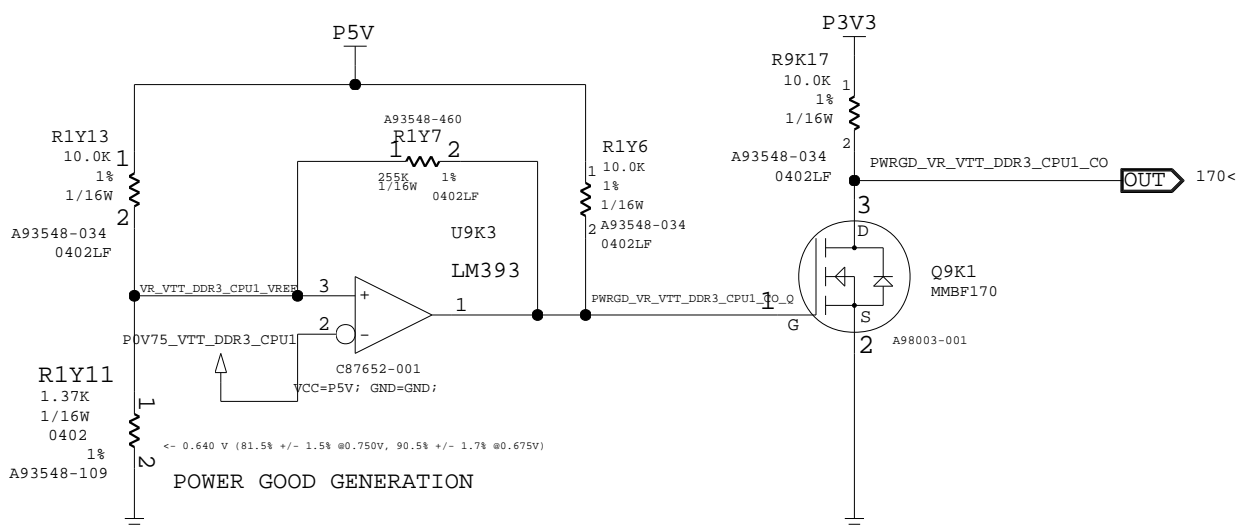 P5V
P3V3
R9K17
10.0K
1
1%
1/16W
2
A93548-034
0402LF
PWRGD_VR_VTT_DDR3_CPU1_CO
OUT
170<
A93548-460
R1Y7
1
2
255K
1%
1/16W
0402LF
R1Y13
10.0K
1
1%
1/16W
2
A93548-034
0402LF
R1Y6
1
10.0K
1%
1/16W
2
A93548-034
0402LF
U9K3
LM393
VR_VTT_DDR3_CPU1_VREF
3
+
1
2
-
P0V75_VTT_DDR3_CPU1
PWRGD_VR_VTT_DDR3_CPU1_CO_Q
1
G
3
D
S
2
Q9K1
MMBF170
A98003-001
C87652-001
VCC=P5V; GND=GND;
R1Y11
1.37K
1
1/16W
0402
1%
2
A93548-109
<- 0.640 V (81.5% +/- 1.5% @0.750V, 90.5% +/- 1.7% @0.675V)
POWER GOOD GENERATION